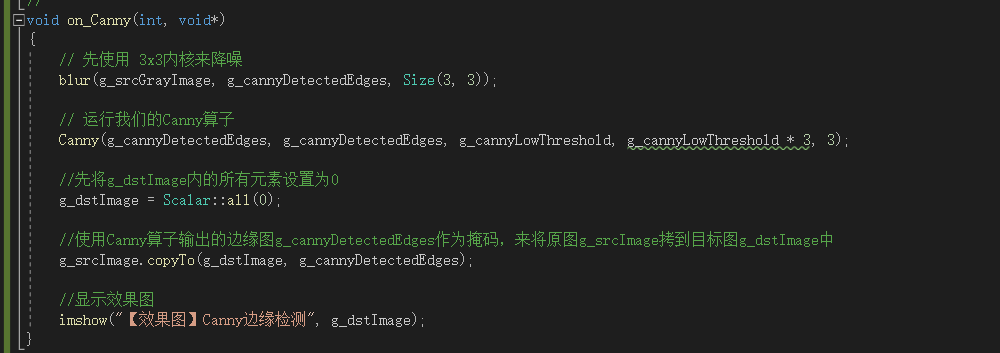 //
void on_Canny(int, void*)
{
// 先使用 3x3内核来降噪
blur(g_srcGrayImage, g_cannyDetectedEdges, Size(3, 3));
// 运行我们的Canny算子
Canny(g_cannyDetectedEdges, g_cannyDetectedEdges, g_cannyLowThreshold, g_cannyLowThreshold * 3, 3);
//先将g_dstImage内的所有元素设置为0
g_dstImage = Scalar::all(0);
//使用Canny算子输出的边缘图g_cannyDetectedEdges作为掩码，来将原图g_srcImage拷到目标图g_dstImage中
g_srcImage.copyTo(g_dstImage, g_cannyDetectedEdges);
//显示效果图
imshow("【效果图】Canny边缘检测", g_dstImage);
}